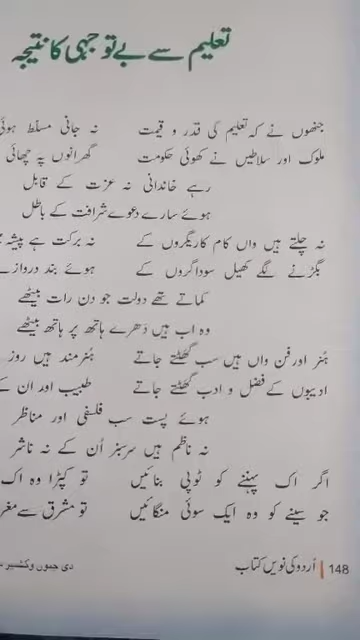 تعلیم سے بے توجہی کا نتیجہ
جنھوں نے کہ تعلیم کی قدر و قیمت نہ جانی مسلط ہوئی
ملوک اور سلاطیں نے کھوئی حکومت گھرانوں پہ چھائی
رہے خاندانی نہ عزت کے قابل
ہوئے سارے دعوے شرافت کے باطل
نہ چلتے ہیں واں کام کاریگروں کے نہ برکت ہے پیشہ
بگڑنے لگے کھیل سوداگروں کے ہوئے بند دروازے
کماتے تھے دولت جو دن رات بیٹھے
وہ اب ہیں دھرے ہاتھ پر ہاتھ بیٹھے
ہنر اور فن واں ہیں سب گھٹتے جاتے ہنرمند ہیں روز
ادیبوں کے فضل و ادب گھٹتے جاتے طبیب اور ان کے
ہوئے پست سب فلسفی اور مناظر
نہ ناظم ہیں سرسبز اُن کے نہ ناثر
اگر اک پہننے کو ٹوپی بنائیں تو کپڑا وہ اک
جو سینے کو وہ ایک سوئی منگائیں تو مشرق سے مغر
148 | اُردو کی نویں کتاب دی جموں و کشمیر